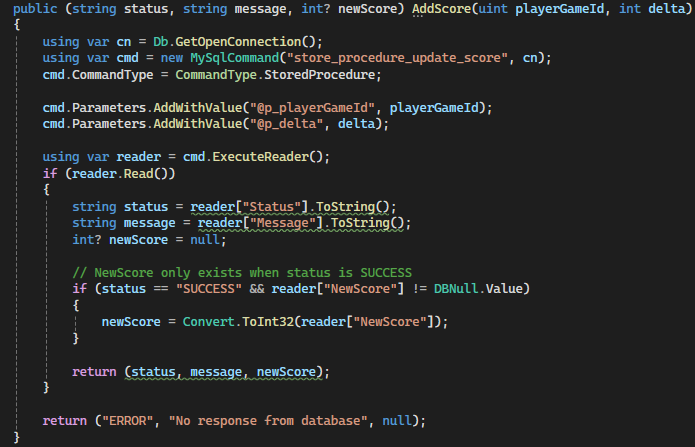 public (string status, string message, int? newScore) AddScore(uint playerGameId, int delta)
{
    using var cn = Db.GetOpenConnection();
    using var cmd = new MySqlCommand("store_procedure_update_score", cn);
    cmd.CommandType = CommandType.StoredProcedure;

    cmd.Parameters.AddWithValue("@p_playerGameId", playerGameId);
    cmd.Parameters.AddWithValue("@p_delta", delta);

    using var reader = cmd.ExecuteReader();
    if (reader.Read())
    {
        string status = reader["Status"].ToString();
        string message = reader["Message"].ToString();
        int? newScore = null;

        // NewScore only exists when status is SUCCESS
        if (status == "SUCCESS" && reader["NewScore"] != DBNull.Value)
        {
            newScore = Convert.ToInt32(reader["NewScore"]);
        }

        return (status, message, newScore);
    }

    return ("ERROR", "No response from database", null);
}